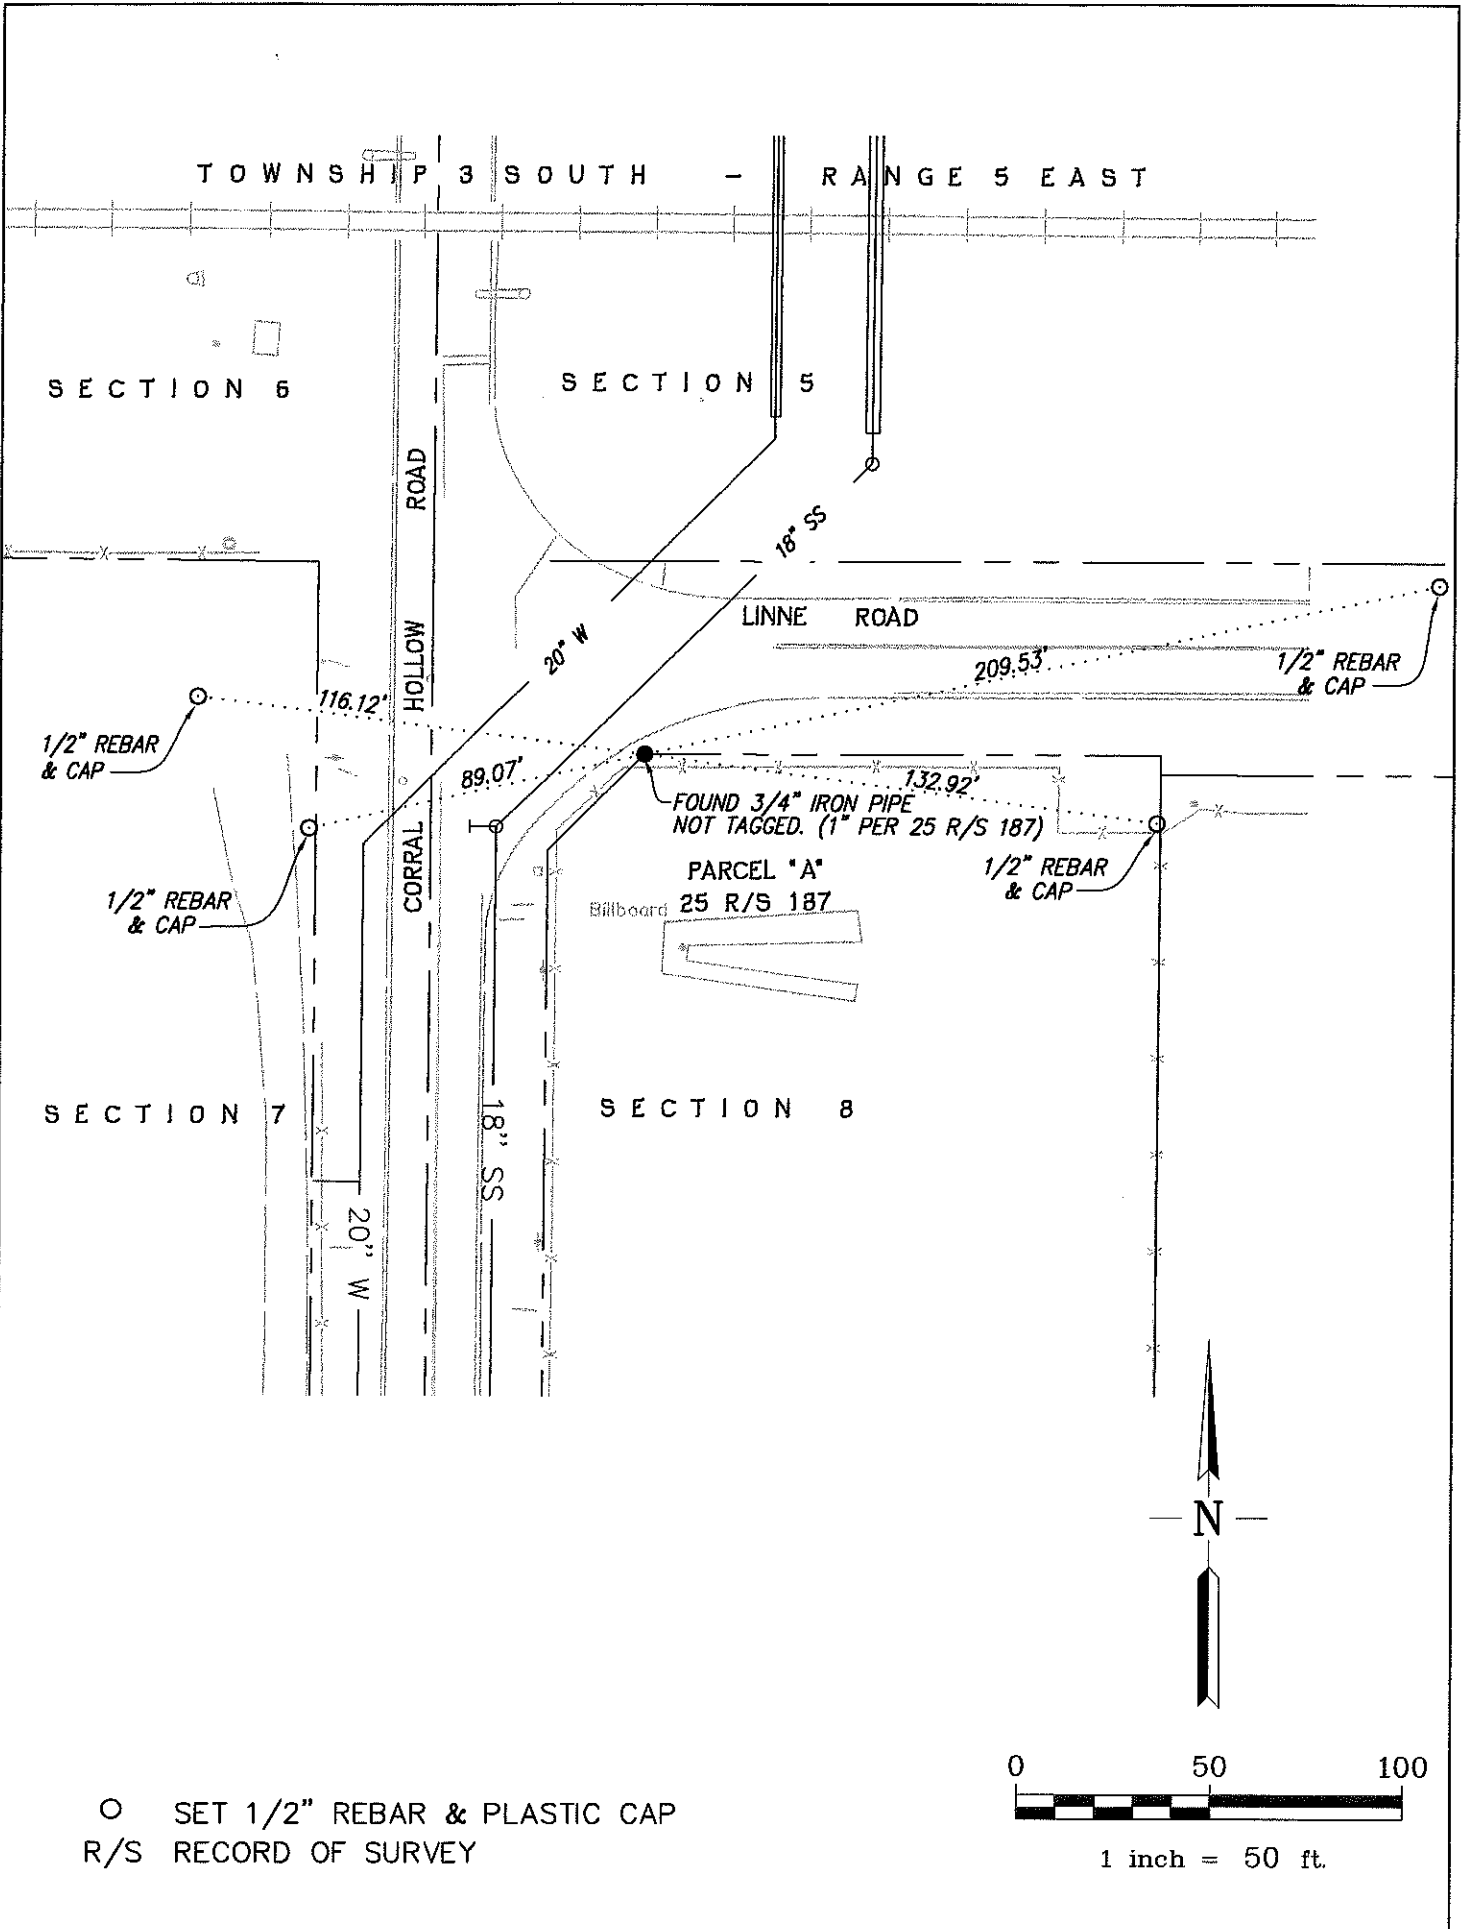 TOWNSHIP 3 SOUTH - RANGE 5 EAST
SECTION 6
SECTION 5
CORRAL HOLLOW ROAD
18" SS
LINNE ROAD
20" W
209.53'
1/2" REBAR
& CAP
116.12'
1/2" REBAR
& CAP
89.07'
132.92'
FOUND 3/4" IRON PIPE
NOT TAGGED. (1" PER 25 R/S 187)
PARCEL "A"
25 R/S 187
1/2" REBAR
& CAP
1/2" REBAR
& CAP
Billboard
SECTION 7
SECTION 8
18" SS
20" W
N
0 50 100
1 inch = 50 ft.
O SET 1/2" REBAR & PLASTIC CAP
R/S RECORD OF SURVEY